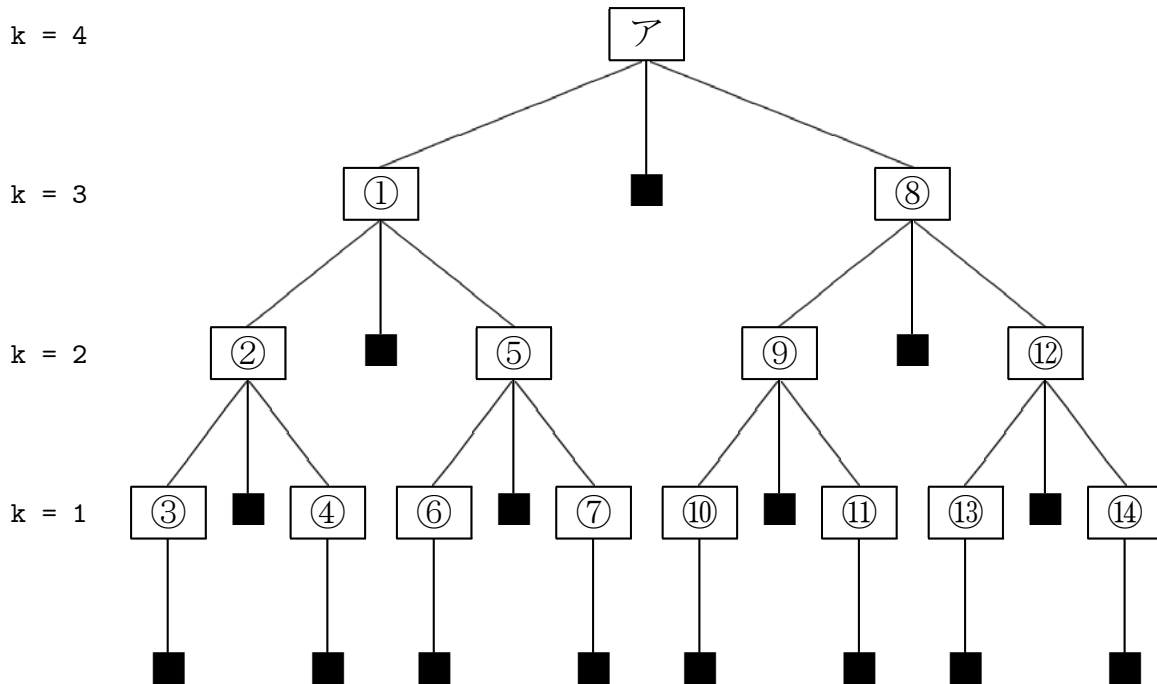 k = 4
ア
k = 3
①
⑧
k = 2
②
⑤
⑨
⑫
k = 1
③
④
⑥
⑦
⑩
⑪
⑬
⑭